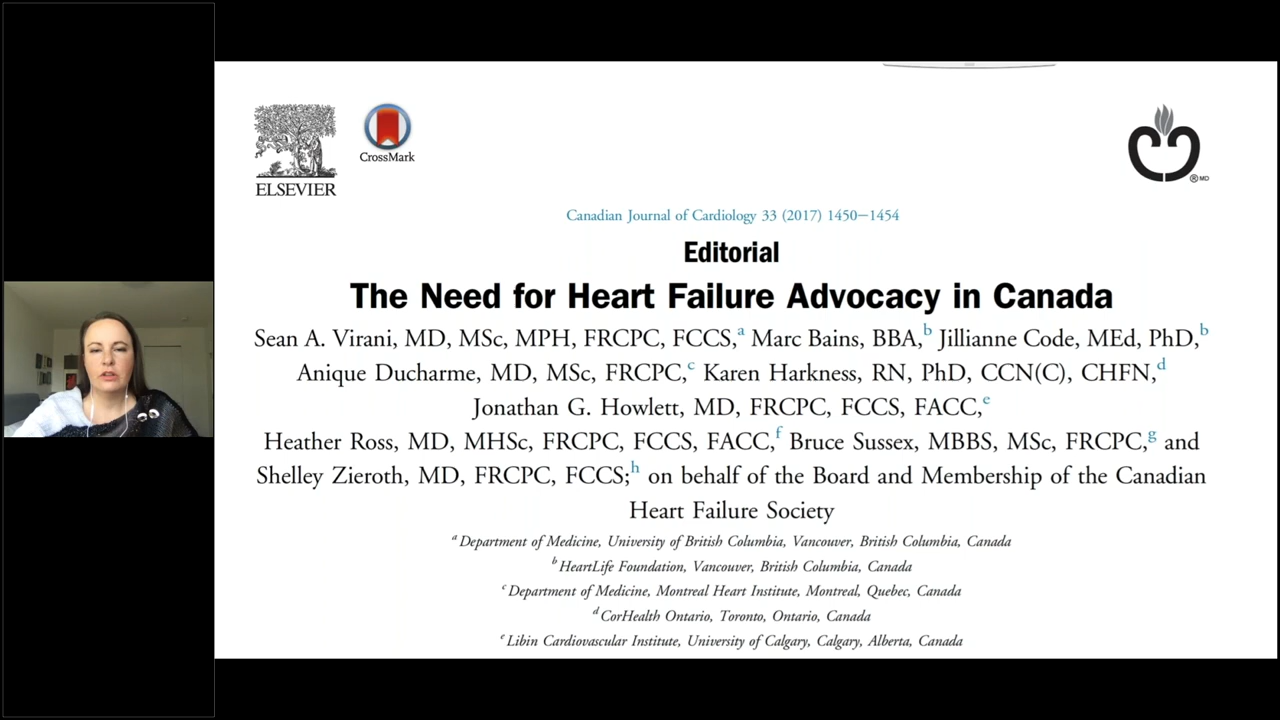 ELSEVIER
CrossMark
®MD
Canadian Journal of Cardiology 33 (2017) 1450–1454
Editorial
The Need for Heart Failure Advocacy in Canada
Sean A. Virani, MD, MSc, MPH, FRCPC, FCCS,a Marc Bains, BBA,b Jillianne Code, MEd, PhD,b
Anique Ducharme, MD, MSc, FRCPC,c Karen Harkness, RN, PhD, CCN(C), CHFN,d
Jonathan G. Howlett, MD, FRCPC, FCCS, FACC,e
Heather Ross, MD, MHSc, FRCPC, FCCS, FACC,f Bruce Sussex, MBBS, MSc, FRCPC,g and
Shelley Zieroth, MD, FRCPC, FCCS;h on behalf of the Board and Membership of the Canadian
Heart Failure Society
a Department of Medicine, University of British Columbia, Vancouver, British Columbia, Canada
b HeartLife Foundation, Vancouver, British Columbia, Canada
c Department of Medicine, Montreal Heart Institute, Montreal, Quebec, Canada
d CorHealth Ontario, Toronto, Ontario, Canada
e Libin Cardiovascular Institute, University of Calgary, Calgary, Alberta, Canada